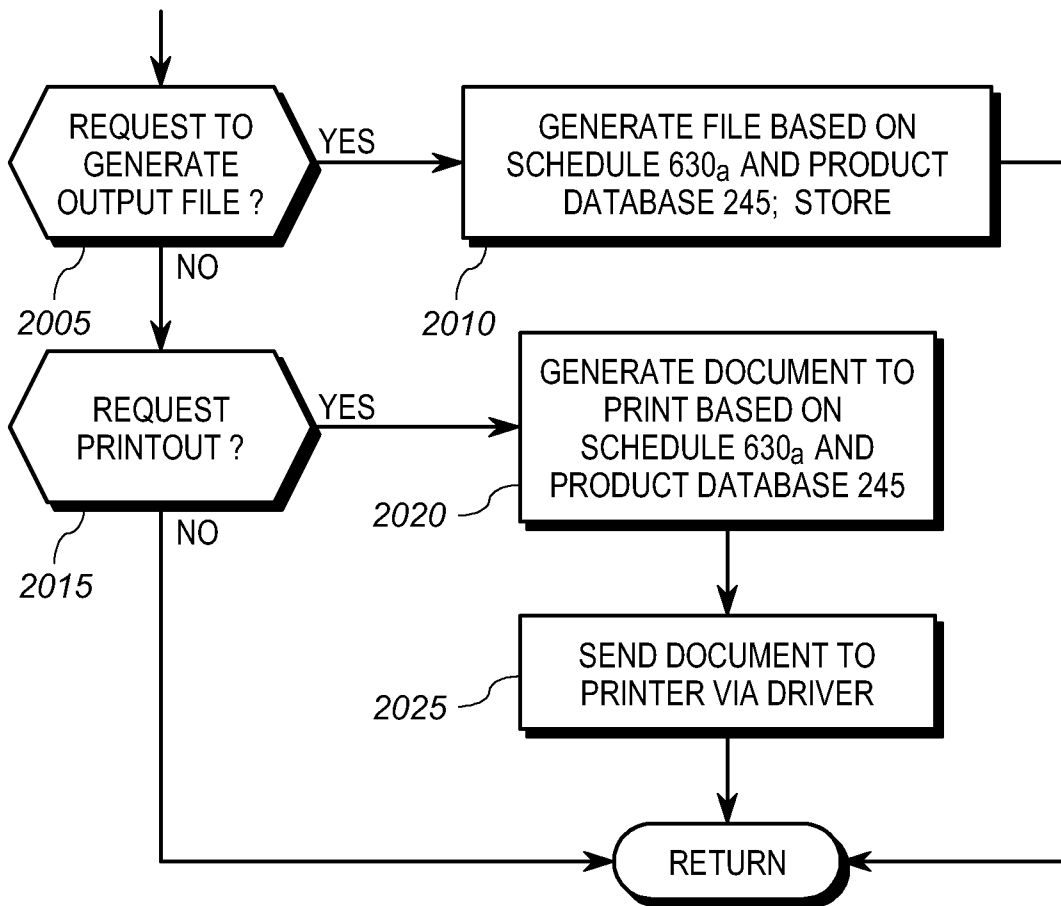 REQUEST TO
GENERATE
OUTPUT FILE ?
YES
NO
2005
GENERATE FILE BASED ON
SCHEDULE 630a AND PRODUCT
DATABASE 245; STORE
2010
REQUEST
PRINTOUT ?
YES
NO
2015
GENERATE DOCUMENT TO
PRINT BASED ON
SCHEDULE 630a AND
PRODUCT DATABASE 245
2020
SEND DOCUMENT TO
PRINTER VIA DRIVER
2025
RETURN